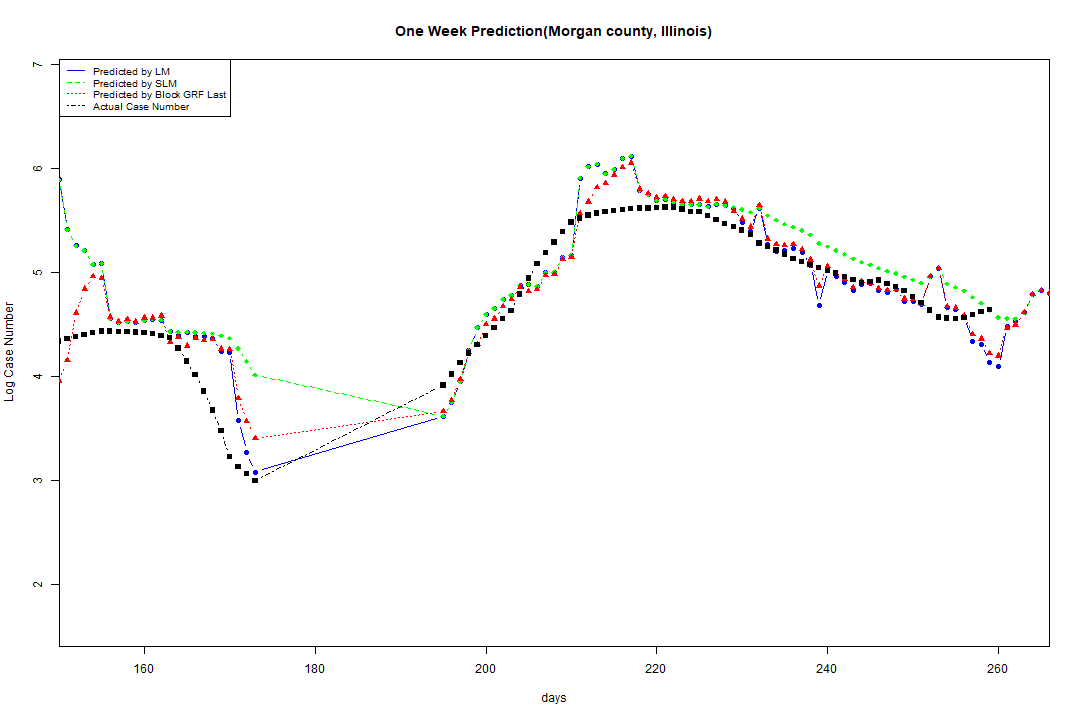 One Week Prediction(Morgan county, Illinois)
Predicted by LM
Predicted by SLM
Predicted by Block GRF Last
Actual Case Number
7
6
5
4
3
2
Log Case Number
160 180 200 220 240 260
days